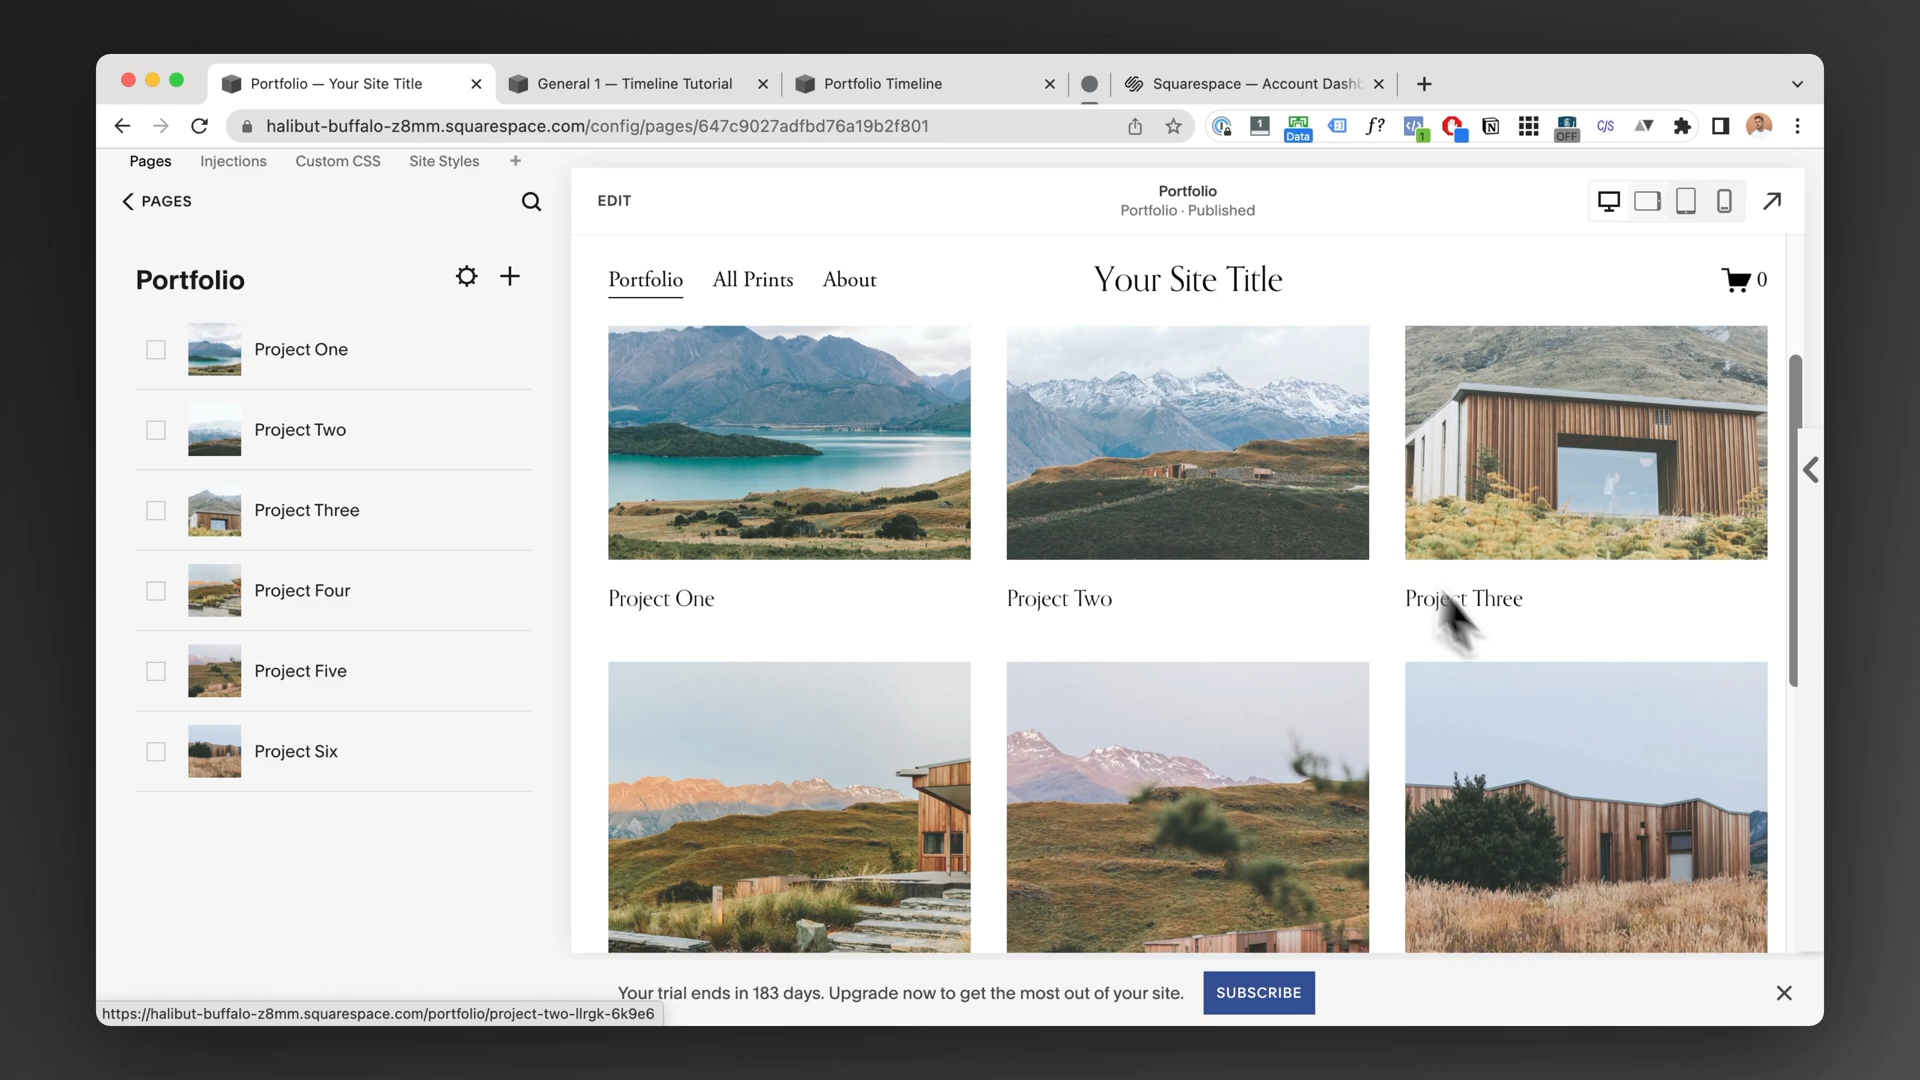 Portfolio — Your Site Title
General 1 — Timeline Tutorial
Portfolio Timeline
Squarespace — Account Dashb
halibut-buffalo-z8mm.squarespace.com/config/pages/647c9027adfbd76a19b2f801
1
Data
f?
1
OFF
C/S
Pages
Injections
Custom CSS
Site Styles
PAGES
EDIT
Portfolio
Portfolio · Published
Portfolio
Project One
Project Two
Project Three
Project Four
Project Five
Project Six
Portfolio
All Prints
About
Your Site Title
0
Project One
Project Two
Project Three
Your trial ends in 183 days. Upgrade now to get the most out of your site.
SUBSCRIBE
https://halibut-buffalo-z8mm.squarespace.com/portfolio/project-two-llrgk-6k9e6